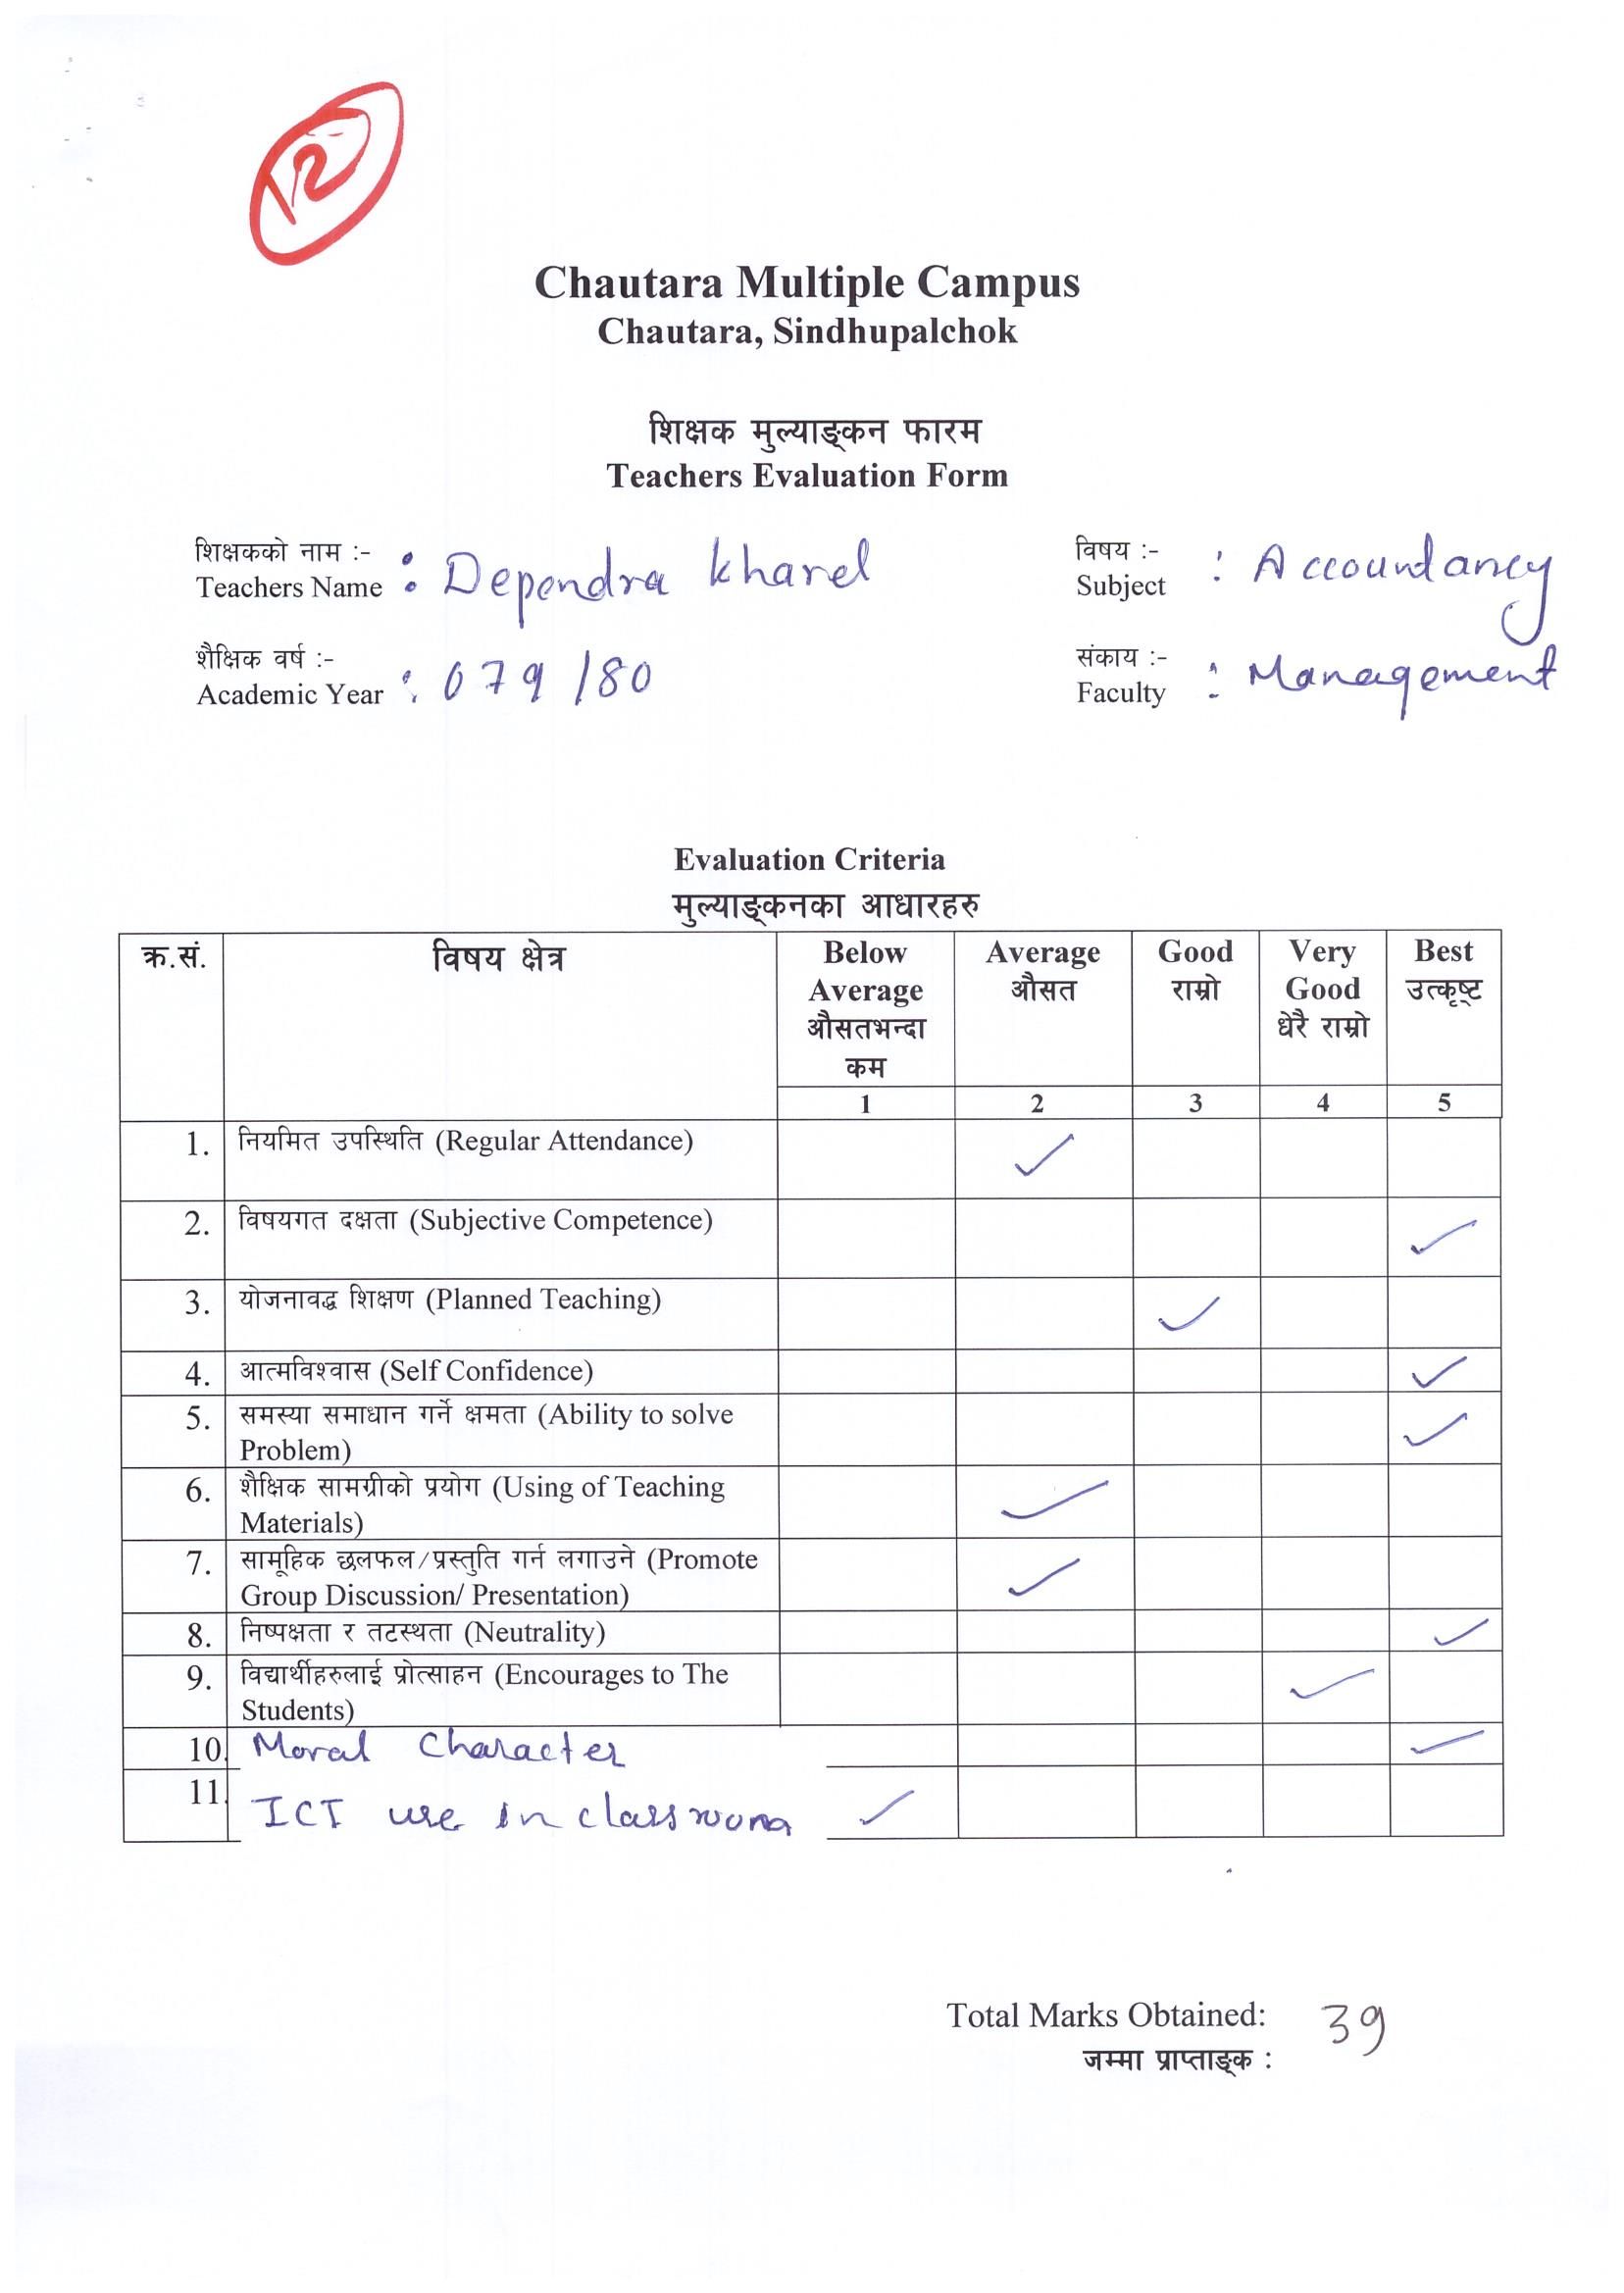 12
Chautara Multiple Campus
Chautara, Sindhupalchok
शिक्षक मुल्याङ्कन फारम
Teachers Evaluation Form
शिक्षकको नाम :-
Teachers Name : Dependra Kharel
विषय :-
Subject : Accoundancy
शैक्षिक वर्ष :-
Academic Year : 079/80
संकाय :-
Faculty : Management
Evaluation Criteria
मुल्याङ्कनका आधारहरु
क्र.सं. विषय क्षेत्र Below Average औसतभन्दा कम Average औसत Good राम्रो Very Good धेरै राम्रो Best उत्कृष्ट
1 2 3 4 5
1. नियमित उपस्थिति (Regular Attendance) ✓
2. विषयगत दक्षता (Subjective Competence) ✓
3. योजनावद्ध शिक्षण (Planned Teaching) ✓
4. आत्मविश्वास (Self Confidence) ✓
5. समस्या समाधान गर्ने क्षमता (Ability to solve
Problem) ✓
6. शैक्षिक सामग्रीको प्रयोग (Using of Teaching
Materials) ✓
7. सामूहिक छलफल/प्रस्तुति गर्न लगाउने (Promote
Group Discussion/ Presentation) ✓
8. निष्पक्षता र तटस्थता (Neutrality) ✓
9. विद्यार्थीहरुलाई प्रोत्साहन (Encourages to The
Students) ✓
10. Moral Character ✓
11. ICT use in classroom ✓
Total Marks Obtained: 39
जम्मा प्राप्ताङ्क :